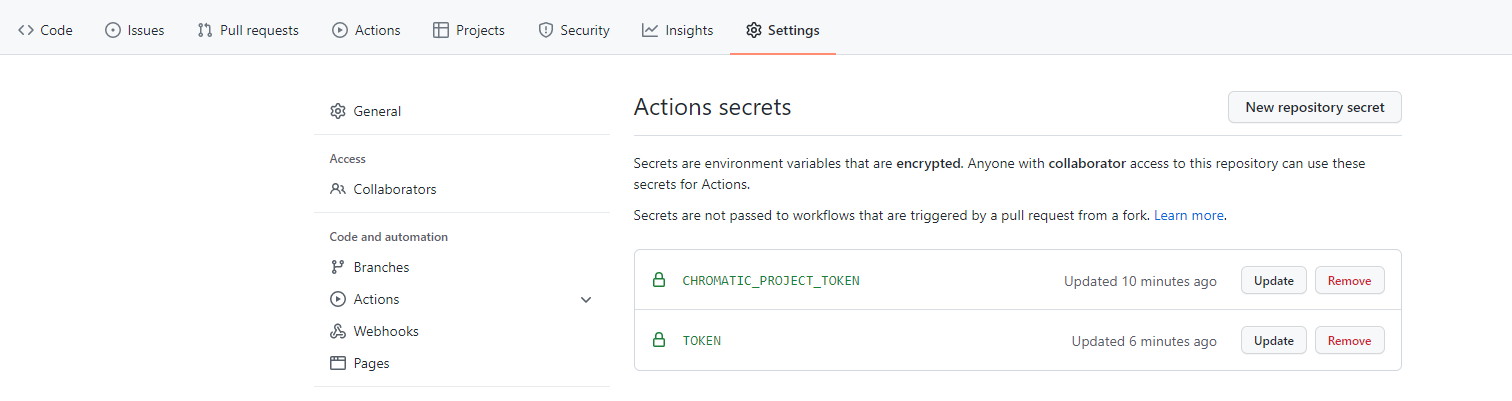 Code Issues Pull requests Actions Projects Security Insights Settings
General
Access
Collaborators
Code and automation
Branches
Actions
Webhooks
Pages
Actions secrets New repository secret
Secrets are environment variables that are encrypted. Anyone with collaborator access to this repository can use these
secrets for Actions.
Secrets are not passed to workflows that are triggered by a pull request from a fork. Learn more.
CHROMATIC_PROJECT_TOKEN Updated 10 minutes ago Update Remove
TOKEN Updated 6 minutes ago Update Remove